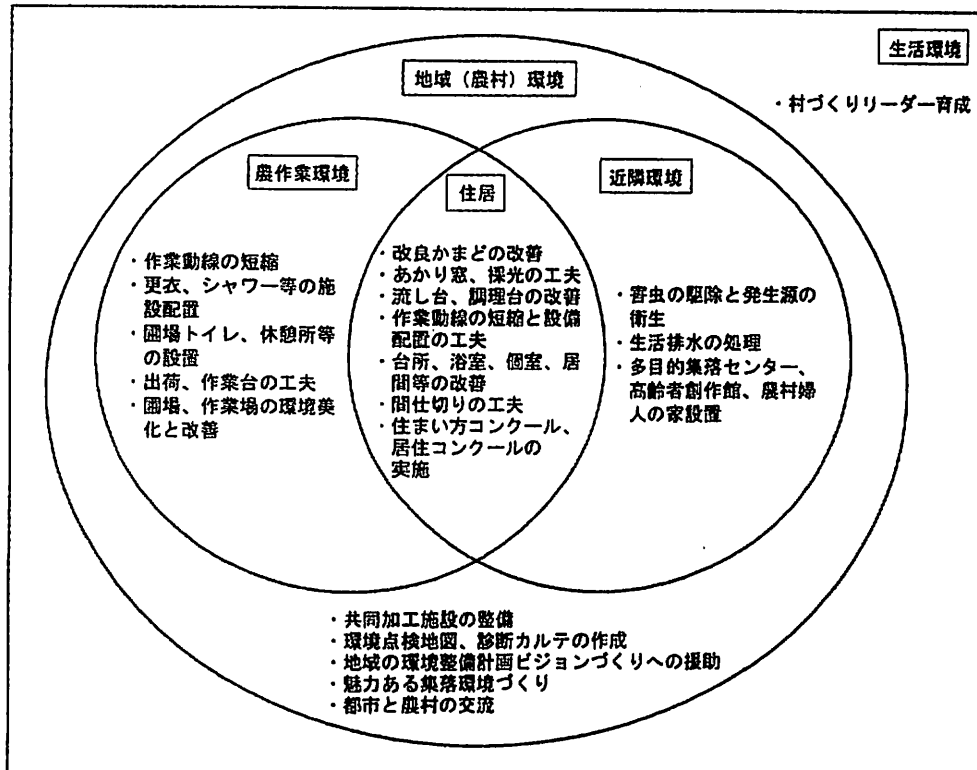 生活環境
・村づくりリーダー育成
地域(農村)環境
農作業環境
・作業動線の短縮
・更衣、シャワー等の施
設配置
・圃場トイレ、休憩所等
の設置
・出荷、作業台の工夫
・圃場、作業場の環境美
化と改善
住居
・改良かまどの改善
・あかり窓、採光の工夫
・流し台、調理台の改善
・作業動線の短縮と設備
配置の工夫
・台所、浴室、個室、居
間等の改善
・間仕切りの工夫
・住まい方コンクール、
居住コンクールの
実施
近隣環境
・害虫の駆除と発生源の
衛生
・生活排水の処理
・多目的集落センター、
高齢者創作館、農村婦
人の家設置
・共同加工施設の整備
・環境点検地図、診断カルテの作成
・地域の環境整備計画ビジョンづくりへの援助
・魅力ある集落環境づくり
・都市と農村の交流